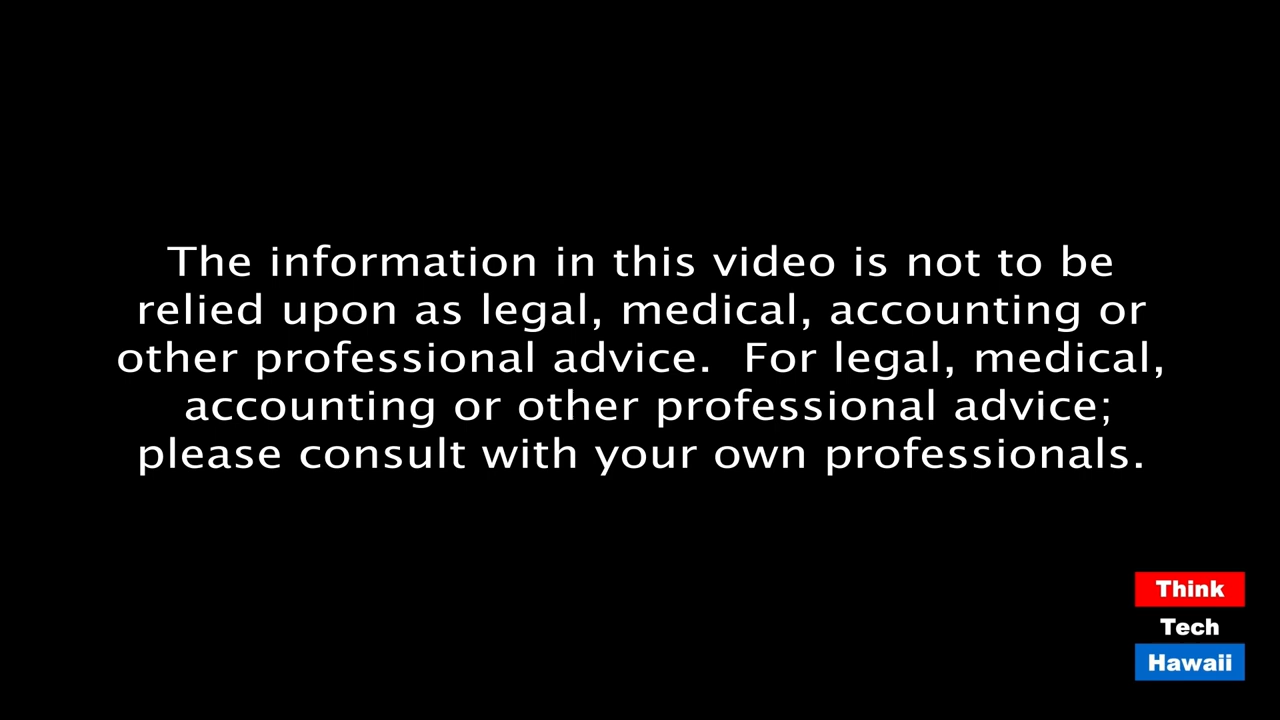 The information in this video is not to be
relied upon as legal, medical, accounting or
other professional advice.  For legal, medical,
accounting or other professional advice;
please consult with your own professionals.
Think
Tech
Hawaii